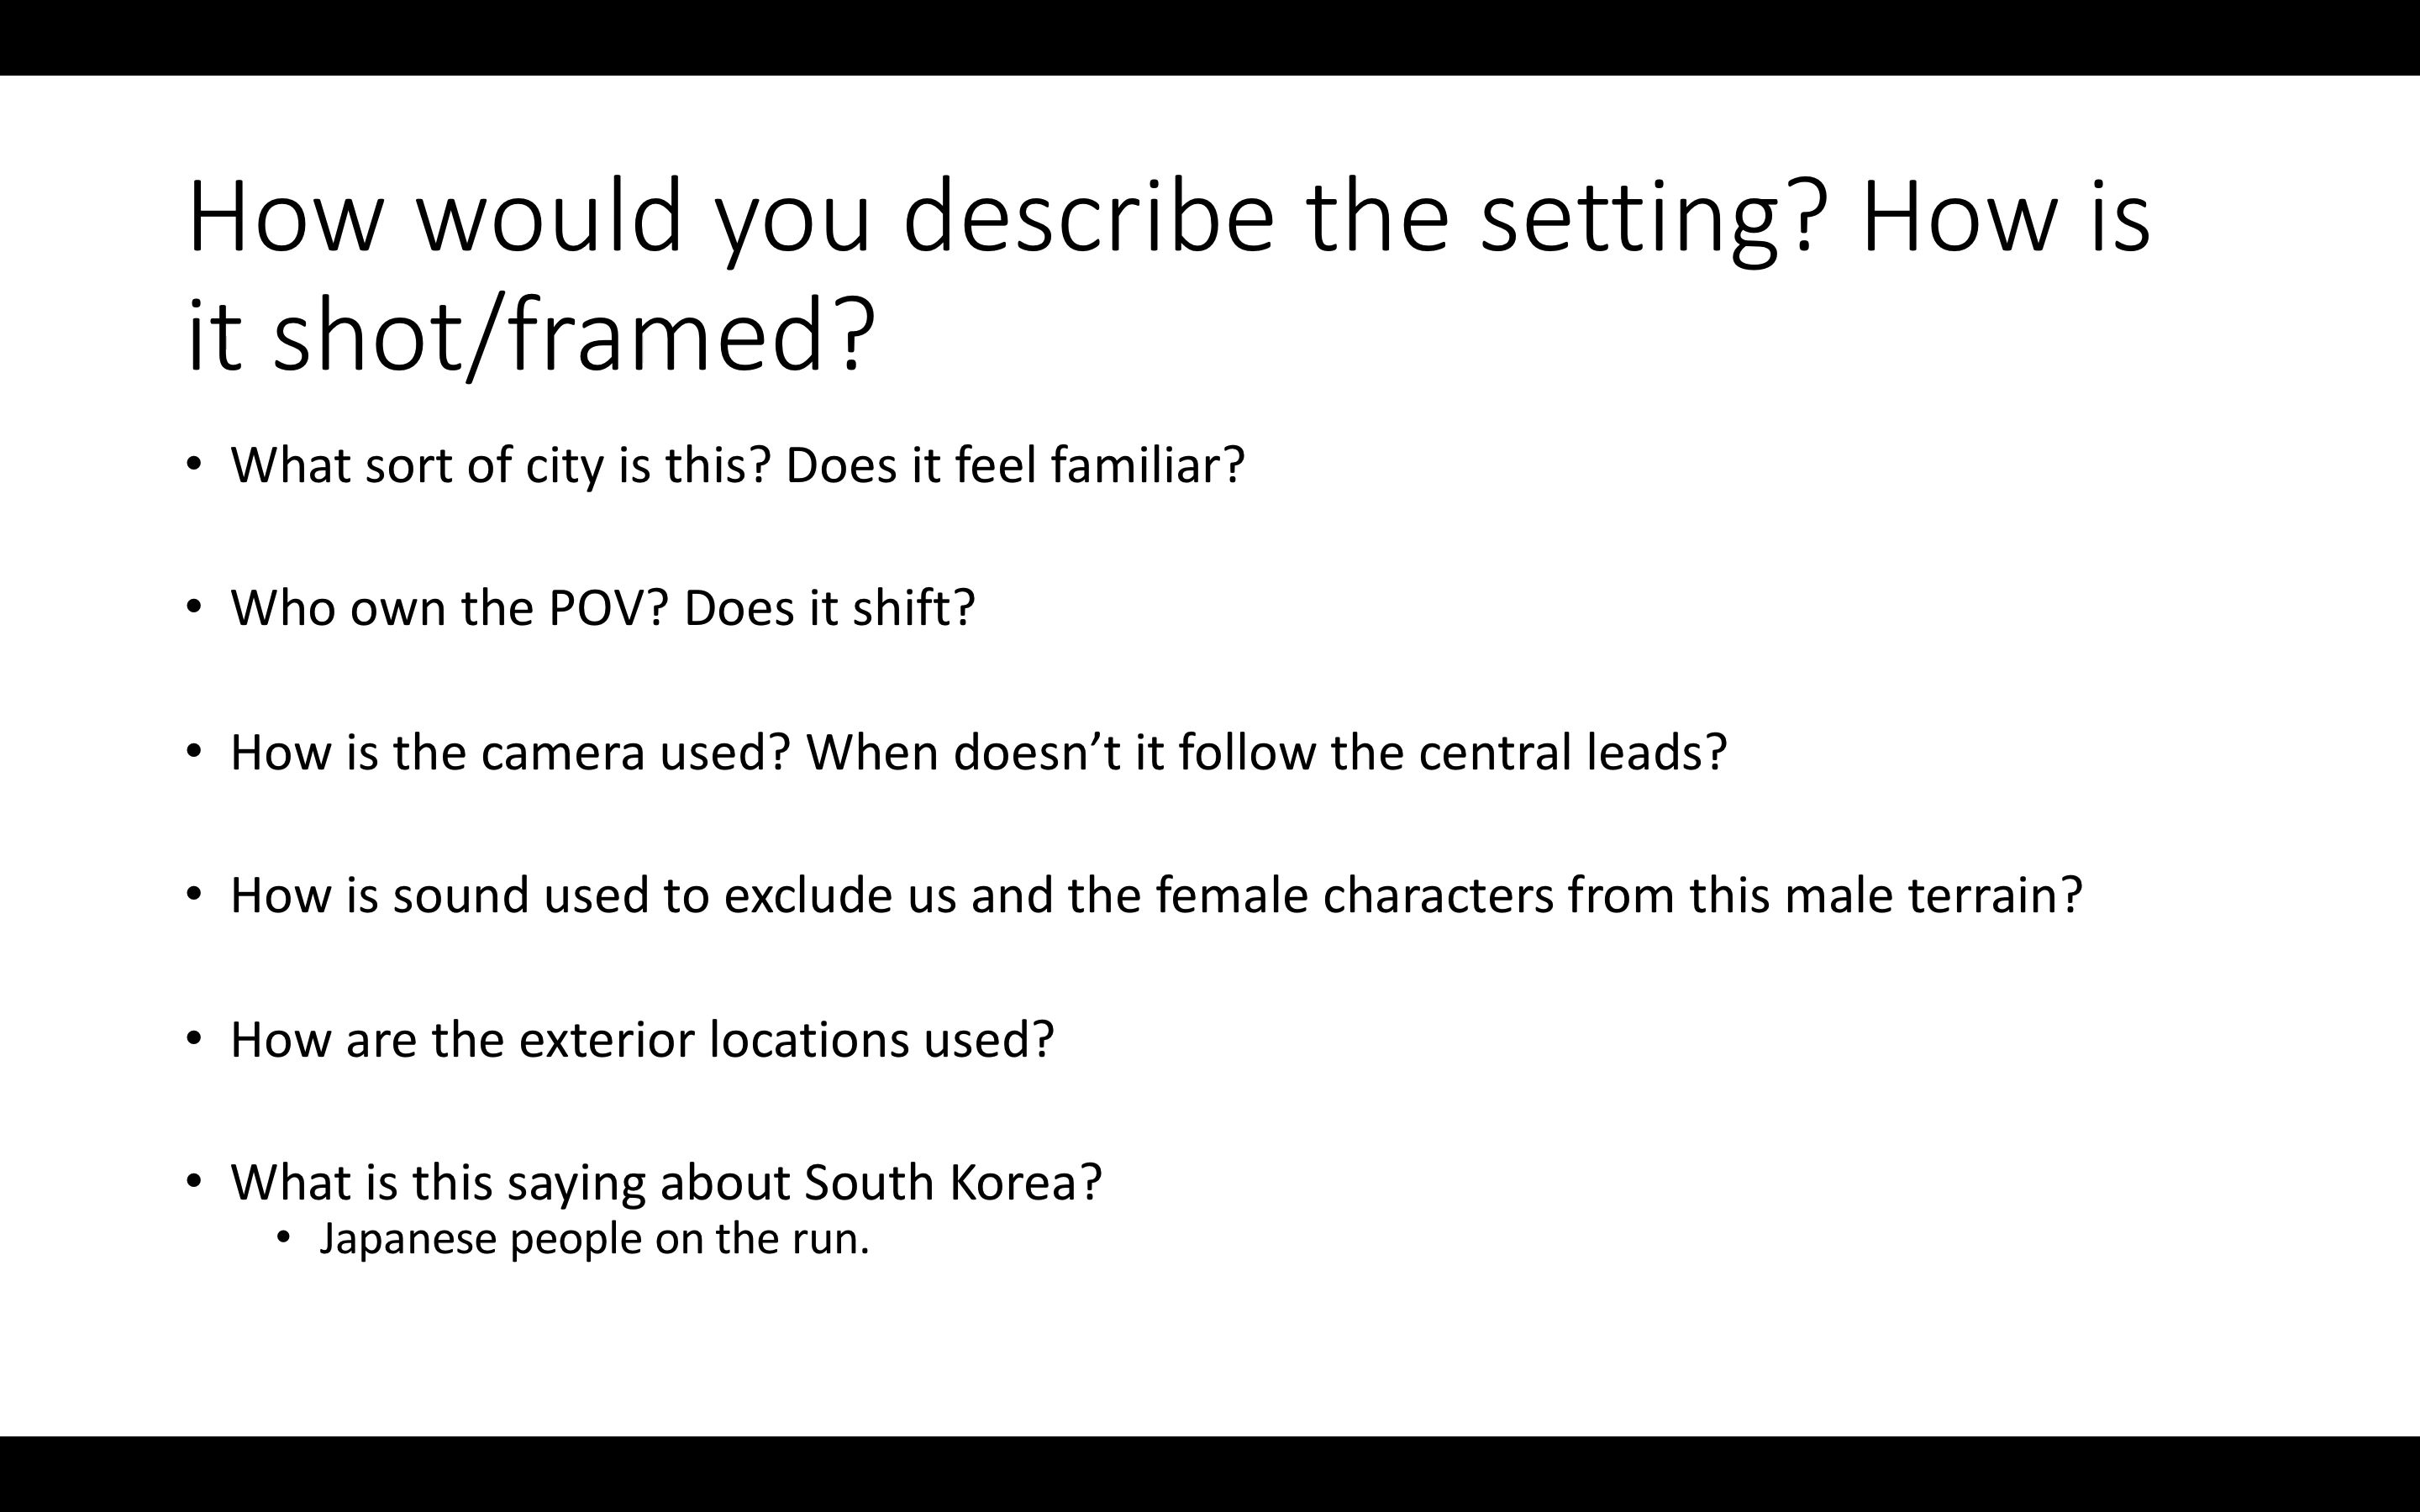 How would you describe the setting? How is
it shot/framed?
• What sort of city is this? Does it feel familiar?
• Who own the POV? Does it shift?
• How is the camera used? When doesn’t it follow the central leads?
• How is sound used to exclude us and the female characters from this male terrain?
• How are the exterior locations used?
• What is this saying about South Korea?
• Japanese people on the run.